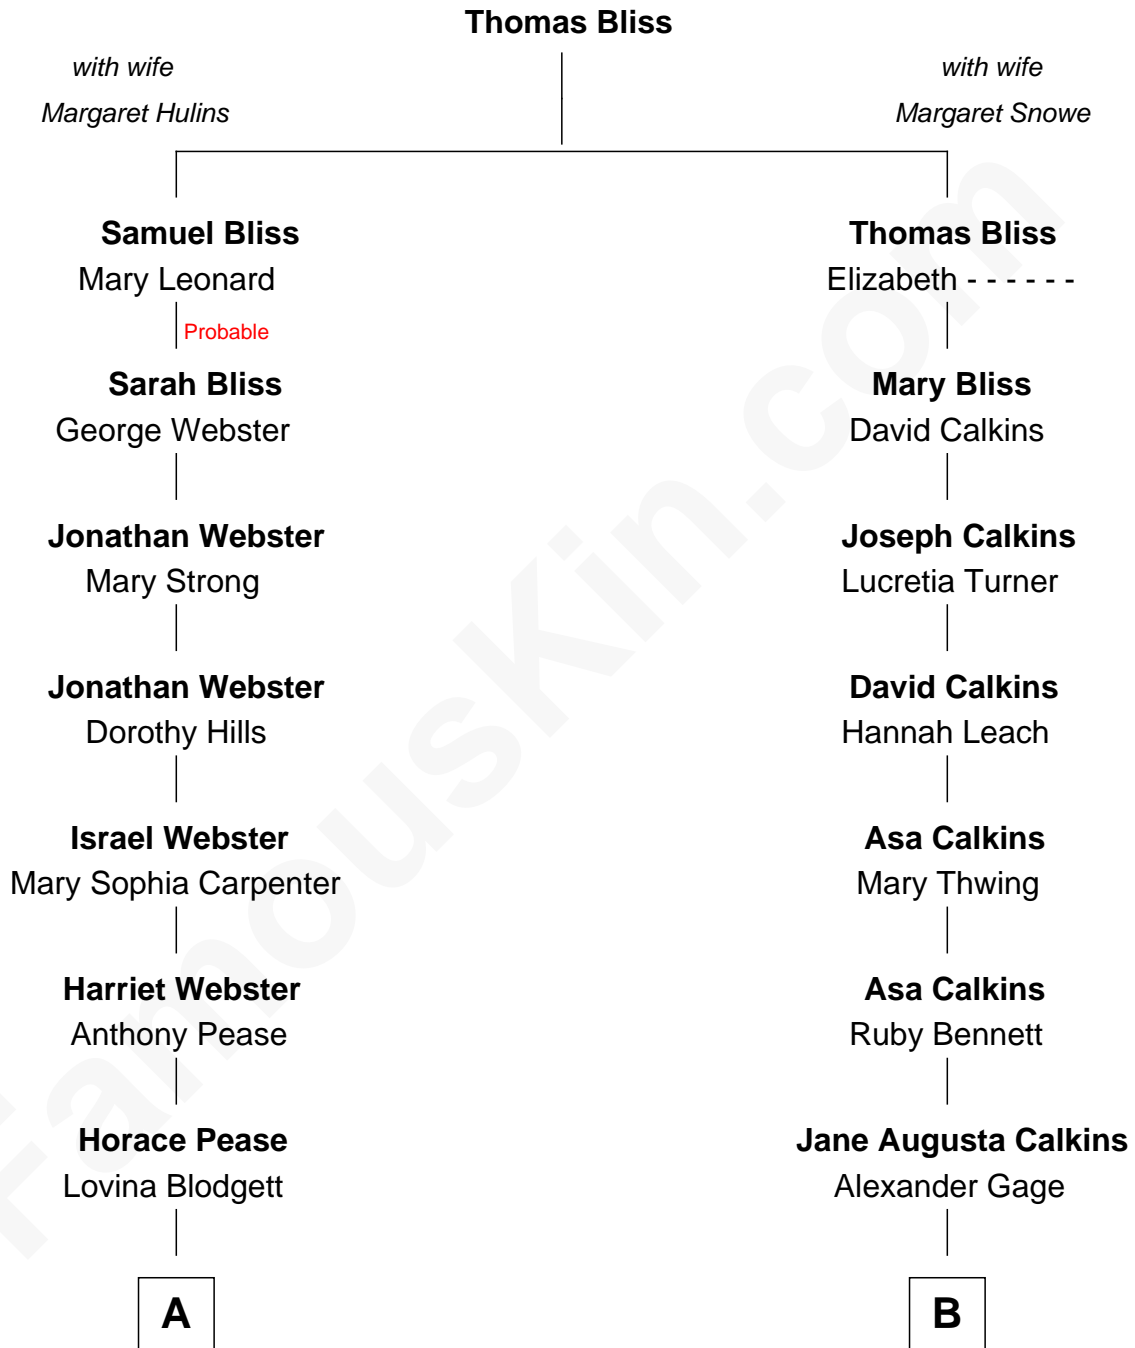 Thomas Bliss
with wife
Margaret Hulins
with wife
Margaret Snowe
Samuel Bliss
Mary Leonard
Probable
Sarah Bliss
George Webster
Jonathan Webster
Mary Strong
Jonathan Webster
Dorothy Hills
Israel Webster
Mary Sophia Carpenter
Harriet Webster
Anthony Pease
Horace Pease
Lovina Blodgett
A
Thomas Bliss
Elizabeth - - - - - -
Mary Bliss
David Calkins
Joseph Calkins
Lucretia Turner
David Calkins
Hannah Leach
Asa Calkins
Mary Thwing
Asa Calkins
Ruby Bennett
Jane Augusta Calkins
Alexander Gage
B
FamousKin.com